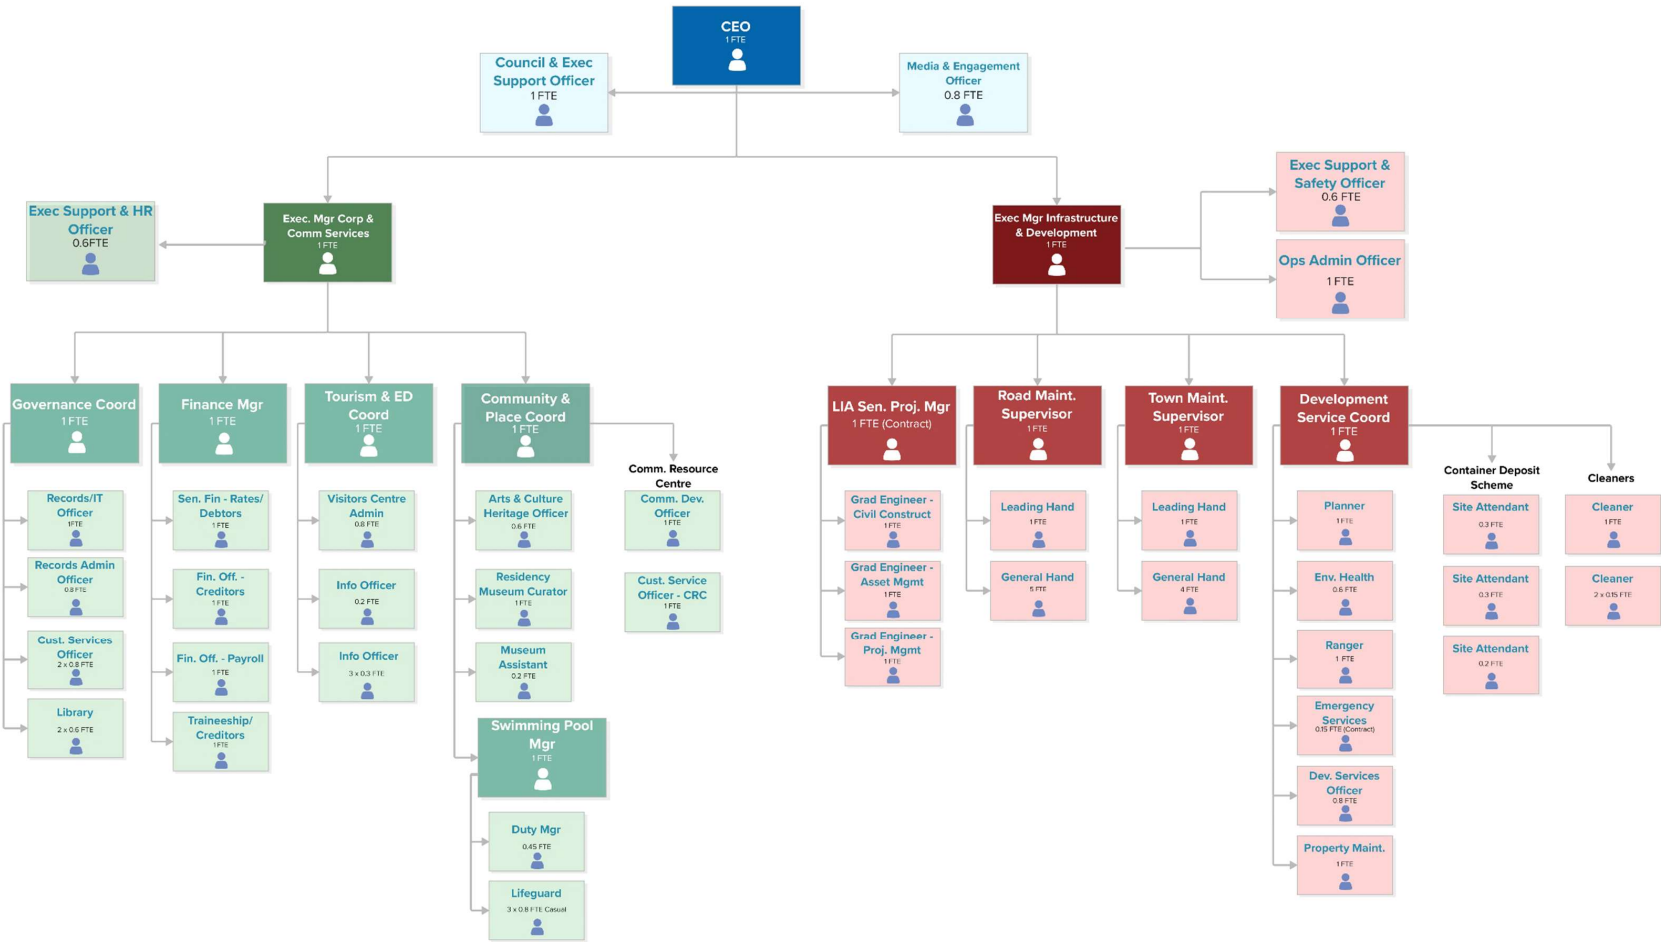 CEO
1 FTE
Council & Exec
Support Officer
1 FTE
Media & Engagement
Officer
0.8 FTE
Exec Support & HR
Officer
0.6FTE
Exec. Mgr Corp &
Comm Services
1 FTE
Exec Mgr Infrastructure
& Development
1 FTE
Exec Support &
Safety Officer
0.6 FTE
Ops Admin Officer
1 FTE
Governance Coord
1 FTE
Records/IT
Officer
1FTE
Records Admin
Officer
0.8 FTE
Cust. Services
Officer
2 x 0.8 FTE
Library
2 x 0.6 FTE
Finance Mgr
1 FTE
Sen. Fin - Rates/
Debtors
1 FTE
Fin. Off. -
Creditors
1 FTE
Fin. Off. - Payroll
1 FTE
Traineeship/
Creditors
1 FTE
Tourism & ED
Coord
1 FTE
Visitors Centre
Admin
0.8 FTE
Info Officer
0.2 FTE
Info Officer
3 x 0.3 FTE
Community &
Place Coord
1 FTE
Arts & Culture
Heritage Officer
0.6 FTE
Residency
Museum Curator
1 FTE
Museum
Assistant
0.2 FTE
Swimming Pool
Mgr
1 FTE
Duty Mgr
0.45 FTE
Lifeguard
3 x 0.8 FTE Casual
Comm. Resource
Centre
Comm. Dev.
Officer
1 FTE
Cust. Service
Officer - CRC
1 FTE
LIA Sen. Proj. Mgr
1 FTE (Contract)
Grad Engineer -
Civil Construct
1 FTE
Grad Engineer -
Asset Mgmt
1 FTE
Grad Engineer -
Proj. Mgmt
1 FTE
Road Maint.
Supervisor
1 FTE
Leading Hand
1 FTE
General Hand
5 FTE
Town Maint.
Supervisor
1 FTE
Leading Hand
1 FTE
General Hand
4 FTE
Development
Service Coord
1 FTE
Planner
1 FTE
Env. Health
0.6 FTE
Ranger
1 FTE
Emergency
Services
0.15 FTE (Contract)
Dev. Services
Officer
0.8 FTE
Property Maint.
1 FTE
Container Deposit
Scheme
Site Attendant
0.3 FTE
Site Attendant
0.3 FTE
Site Attendant
0.2 FTE
Cleaners
Cleaner
1 FTE
Cleaner
2 x 0.15 FTE